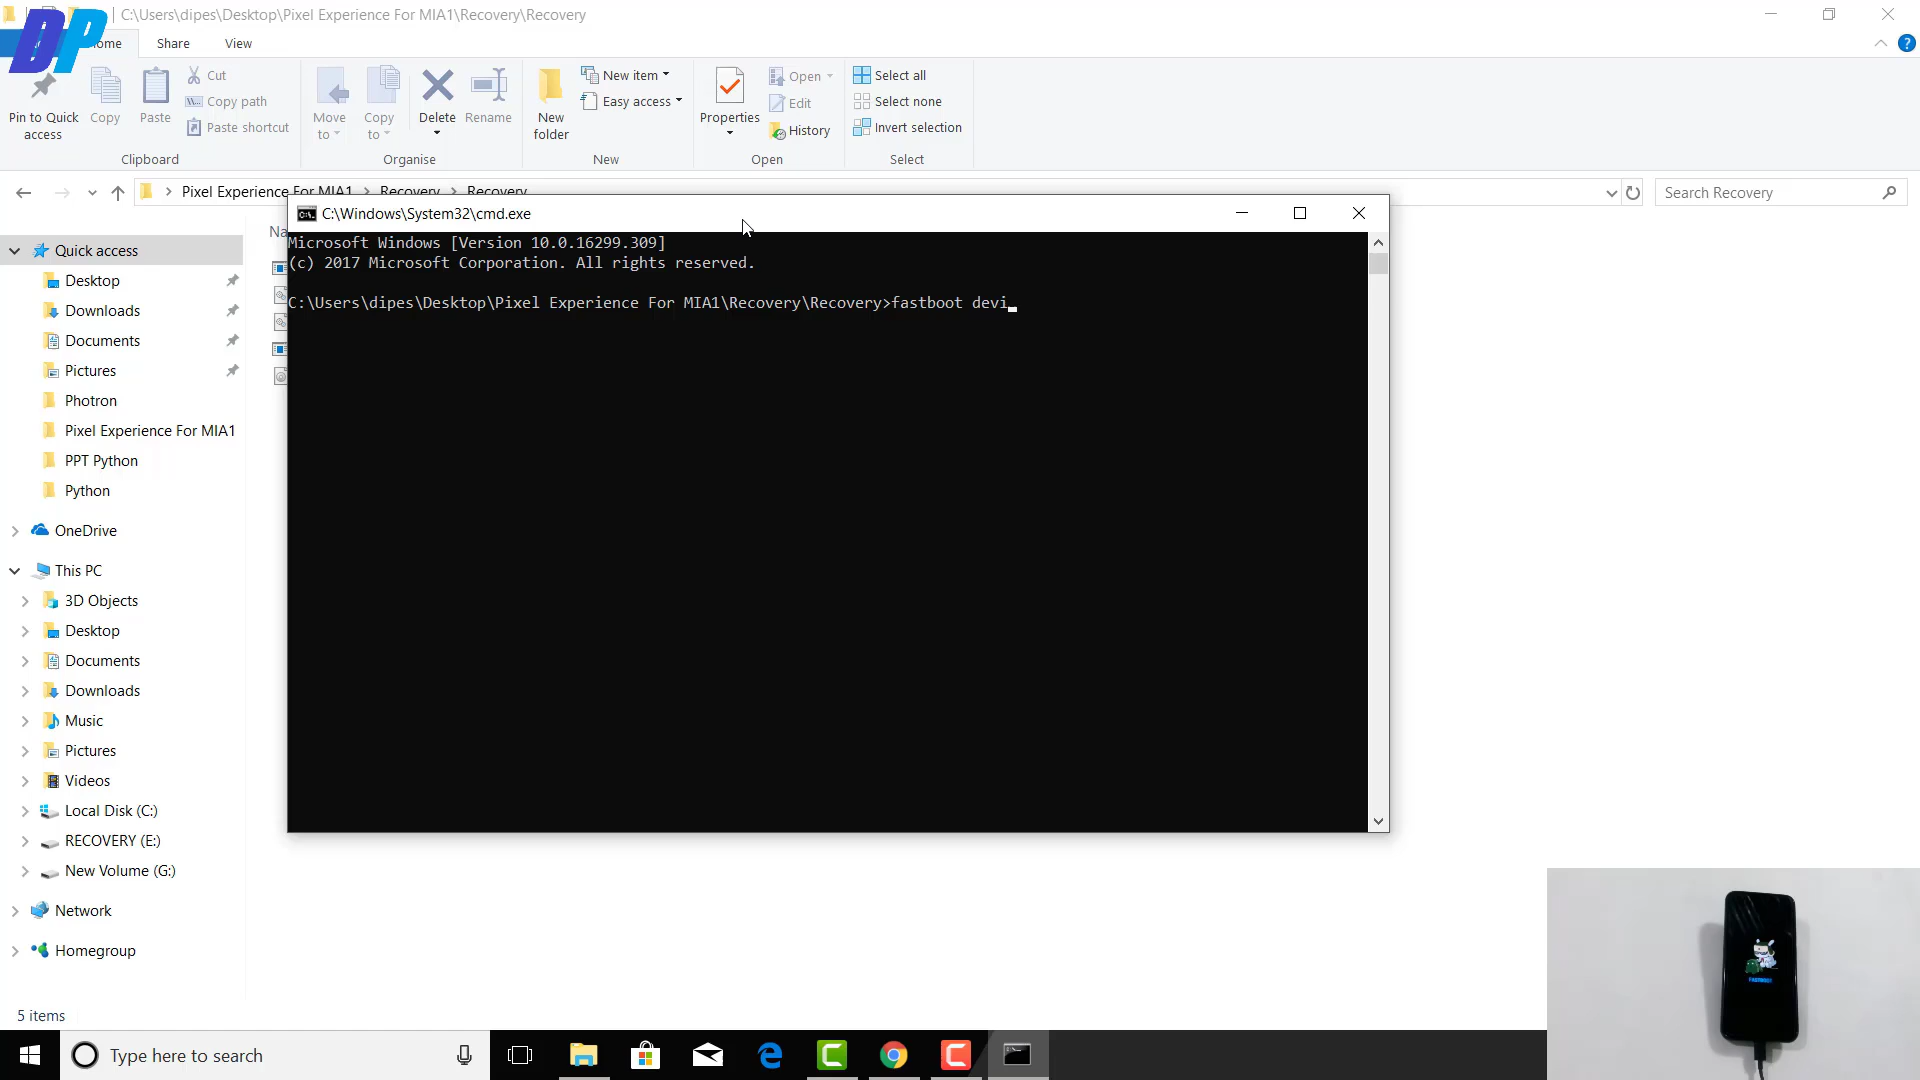 C:\Users\dipes\Desktop\Pixel Experience For MIA1\Recovery\Recovery
DP
ome
Share
View
Pin to Quick access
Copy
Paste
Cut
Copy path
Paste shortcut
Clipboard
Move to
Copy to
Delete
Rename
Organise
New folder
New item
Easy access
New
Properties
Open
Edit
History
Open
Select all
Select none
Invert selection
Select
Pixel Experience For MIA1 > Recovery > Recovery
Search Recovery
Na
C:\Windows\System32\cmd.exe
Microsoft Windows [Version 10.0.16299.309]
(c) 2017 Microsoft Corporation. All rights reserved.
C:\Users\dipes\Desktop\Pixel Experience For MIA1\Recovery\Recovery>fastboot devi
Quick access
Desktop
Downloads
Documents
Pictures
Photron
Pixel Experience For MIA1
PPT Python
Python
OneDrive
This PC
3D Objects
Desktop
Documents
Downloads
Music
Pictures
Videos
Local Disk (C:)
RECOVERY (E:)
New Volume (G:)
Network
Homegroup
5 items
Type here to search
FASTBOOT